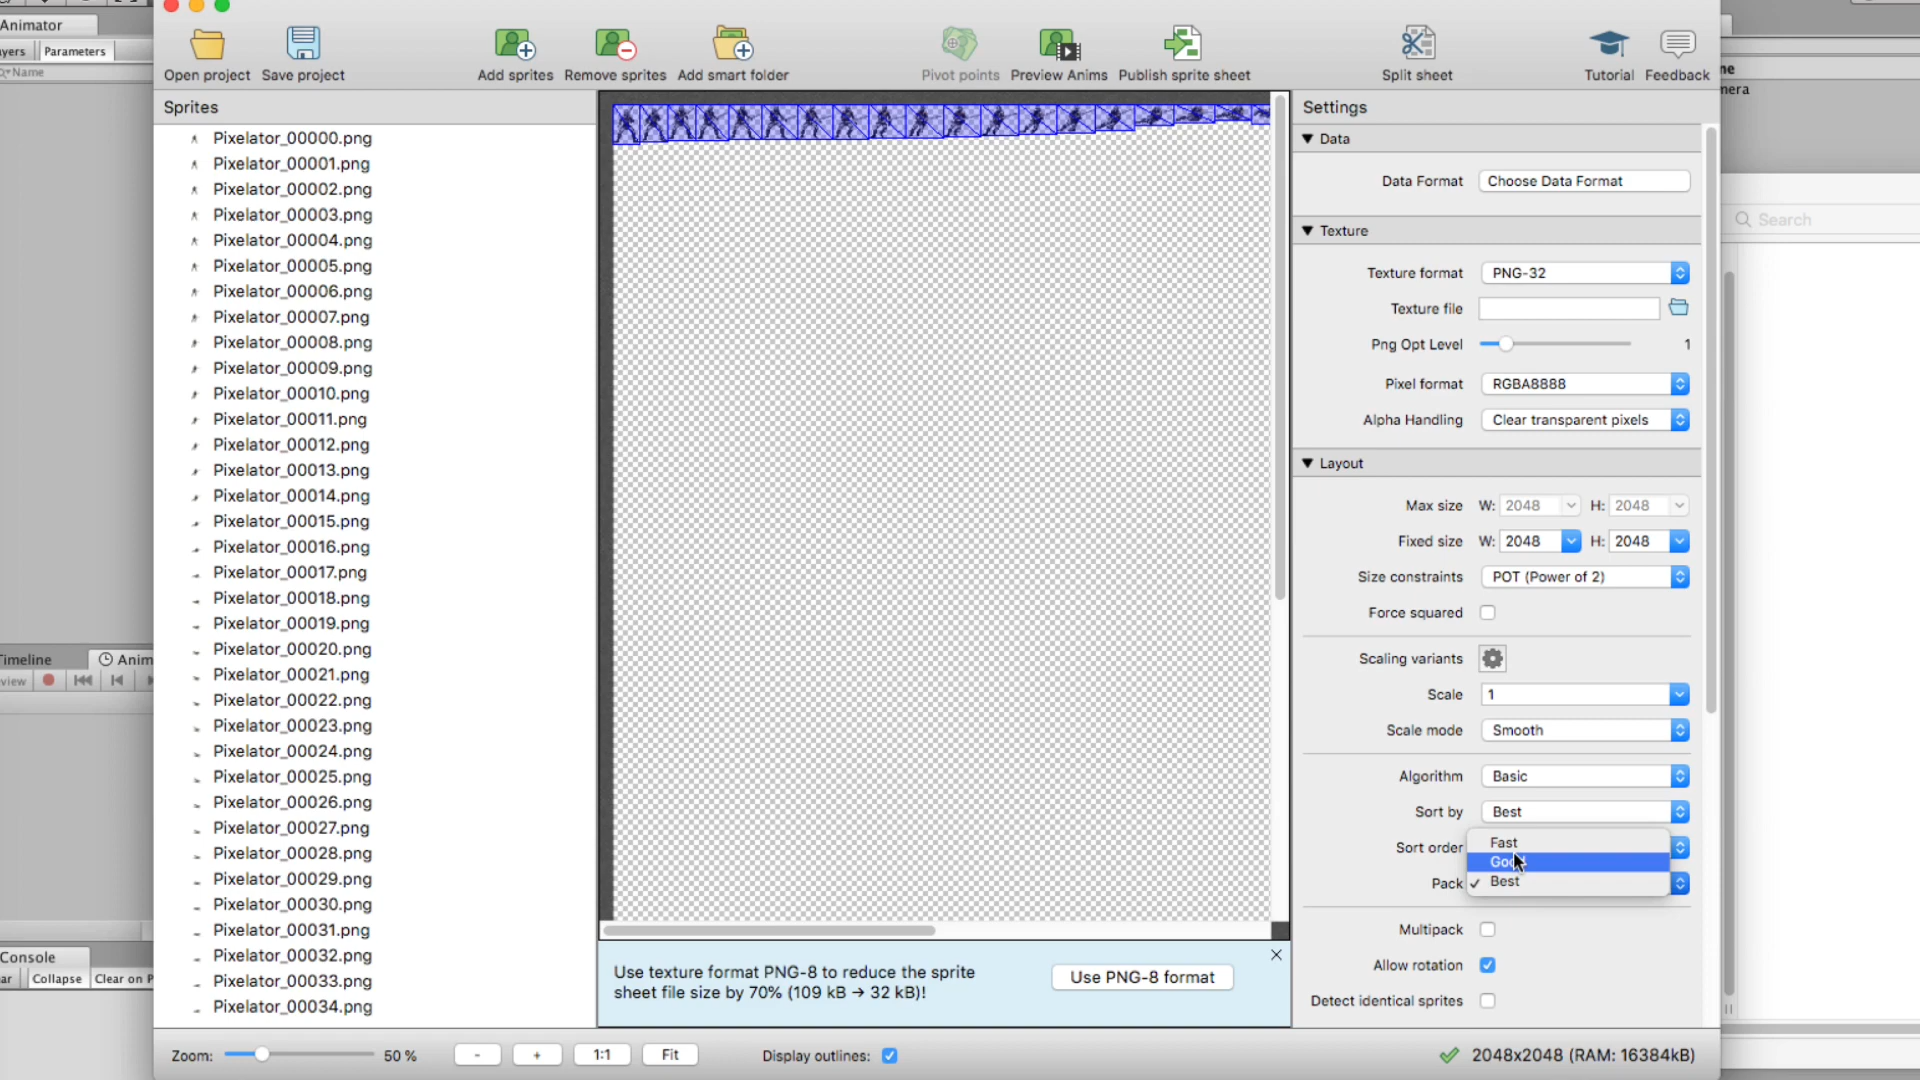 Animator
Parameters
Name
Open project
Save project
Add sprites
Remove sprites
Add smart folder
Pivot points
Preview Anims
Publish sprite sheet
Split sheet
Tutorial
Feedback
Sprites
Pixelator_00000.png
Pixelator_00001.png
Pixelator_00002.png
Pixelator_00003.png
Pixelator_00004.png
Pixelator_00005.png
Pixelator_00006.png
Pixelator_00007.png
Pixelator_00008.png
Pixelator_00009.png
Pixelator_00010.png
Pixelator_00011.png
Pixelator_00012.png
Pixelator_00013.png
Pixelator_00014.png
Pixelator_00015.png
Pixelator_00016.png
Pixelator_00017.png
Pixelator_00018.png
Pixelator_00019.png
Pixelator_00020.png
Pixelator_00021.png
Pixelator_00022.png
Pixelator_00023.png
Pixelator_00024.png
Pixelator_00025.png
Pixelator_00026.png
Pixelator_00027.png
Pixelator_00028.png
Pixelator_00029.png
Pixelator_00030.png
Pixelator_00031.png
Pixelator_00032.png
Pixelator_00033.png
Pixelator_00034.png
Use texture format PNG-8 to reduce the sprite
sheet file size by 70% (109 kB → 32 kB)!
Use PNG-8 format
Settings
Data
Data Format Choose Data Format
Texture
Texture format PNG-32
Texture file
Png Opt Level 1
Pixel format RGBA8888
Alpha Handling Clear transparent pixels
Layout
Max size W: 2048 H: 2048
Fixed size W: 2048 H: 2048
Size constraints POT (Power of 2)
Force squared
Scaling variants
Scale 1
Scale mode Smooth
Algorithm Basic
Sort by Best
Sort order
Fast
Pack ✓ Best
Multipack
Allow rotation
Detect identical sprites
Zoom: 50 %
- + 1:1 Fit
Display outlines:
2048x2048 (RAM: 16384kB)
Search
Console
Collapse